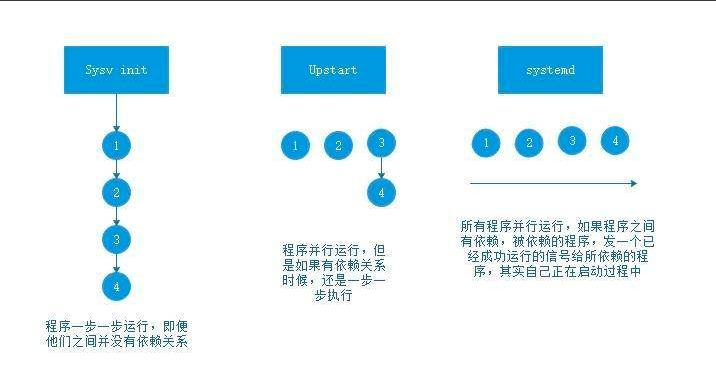 Sysv init
Upstart
systemd
1
2
3
4
1
2
3
4
1
2
3
4
程序一步一步运行，即便
他们之间并没有依赖关系
程序并行运行，但
是如果有依赖关系
时候，还是一步一
步执行
所有程序并行运行，如果程序之间
有依赖，被依赖的程序，发一个已
经成功运行的信号给所依赖的程
序，其实自己正在启动过程中